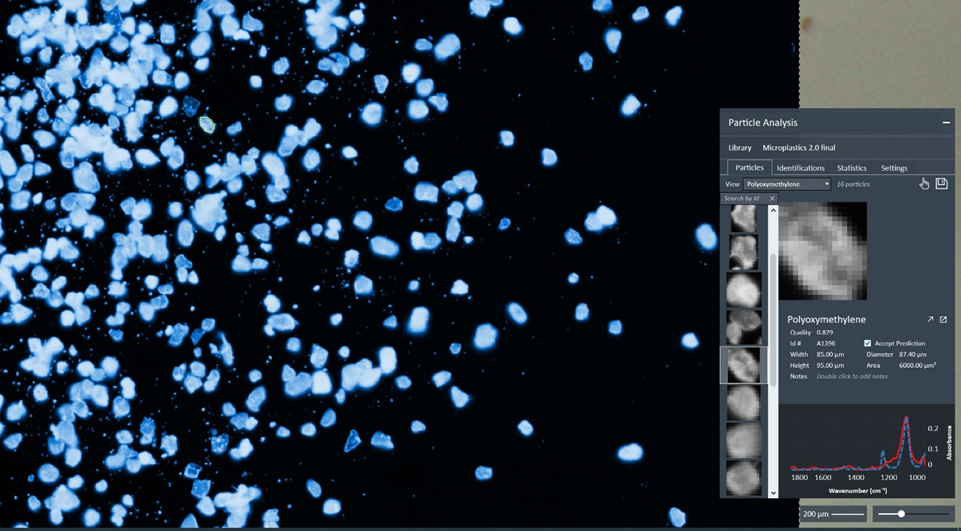 Particle Analysis
Library Microplastics 2.0 final
Particles Identifications Statistics Settings
View Polyoxymethylene 16 particles
Search by Id
Polyoxymethylene
Quality 0.879
Id # A1396 Accept Prediction
Width 85.00 μm Diameter 87.40 μm
Height 95.00 μm Area 6000.00 μm²
Notes Double click to add notes
0.2
0.1
0
Absorbance
1800 1600 1400 1200 1000
Wavenumber (cm⁻¹)
200 μm